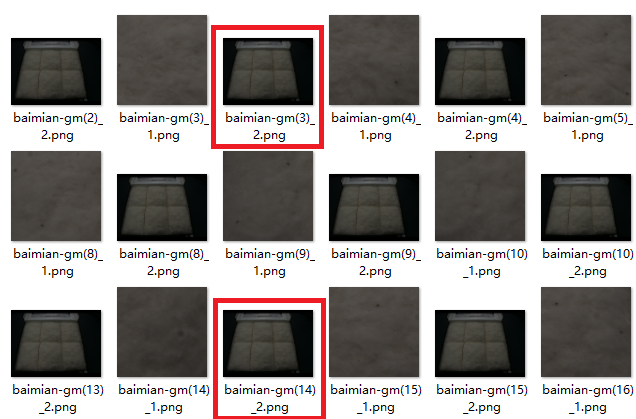 baimian-gm(2)_
2.png
baimian-gm(3)_
1.png
baimian-gm(3)_
2.png
baimian-gm(4)_
1.png
baimian-gm(4)_
2.png
baimian-gm(5)_
1.png
baimian-gm(8)_
1.png
baimian-gm(8)_
2.png
baimian-gm(9)_
1.png
baimian-gm(9)_
2.png
baimian-gm(10)
_1.png
baimian-gm(10)
_2.png
baimian-gm(13)
_2.png
baimian-gm(14)
_1.png
baimian-gm(14)
_2.png
baimian-gm(15)
_1.png
baimian-gm(15)
_2.png
baimian-gm(16)
_1.png